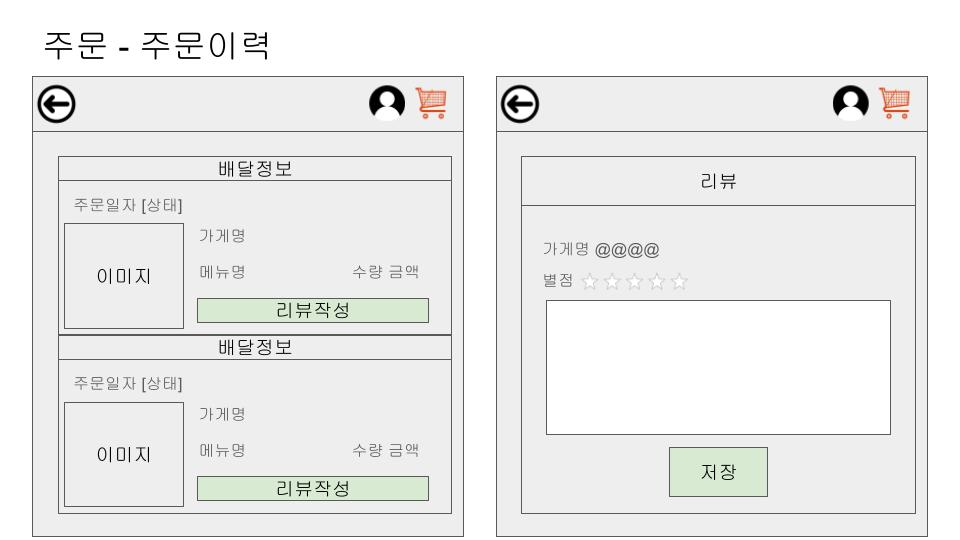 주문 - 주문이력
배달정보
주문일자 [상태]
이미지
가게명
메뉴명 수량 금액
리뷰작성
배달정보
주문일자 [상태]
이미지
가게명
메뉴명 수량 금액
리뷰작성
리뷰
가게명 @@@@
별점
저장